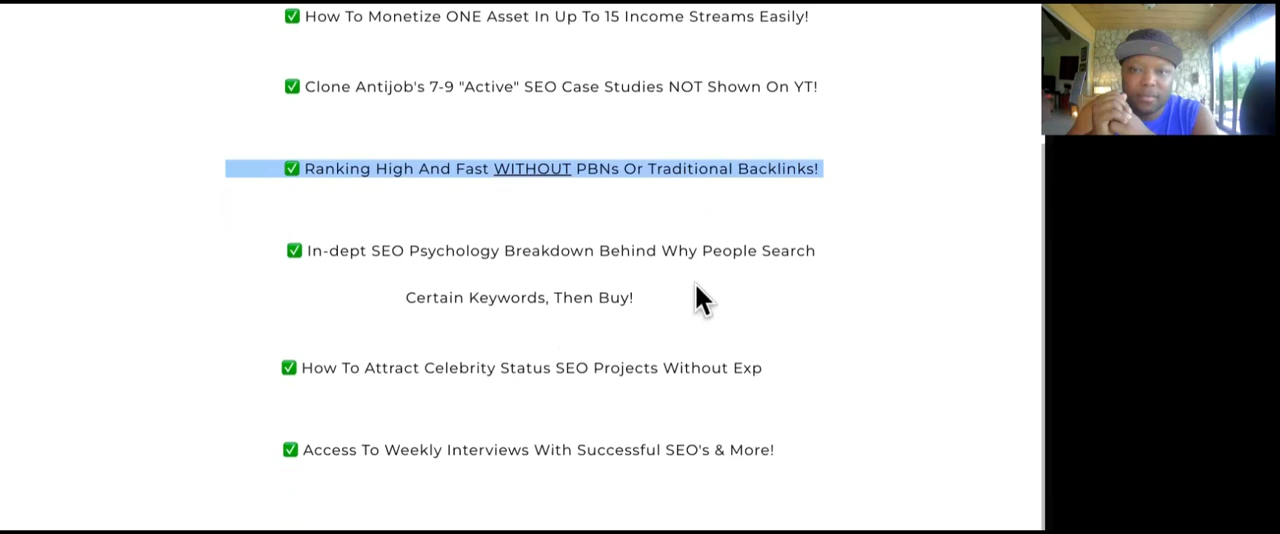 ✅ How To Monetize ONE Asset In Up To 15 Income Streams Easily!
✅ Clone Antijob's 7-9 "Active" SEO Case Studies NOT Shown On YT!
✅ Ranking High And Fast WITHOUT PBNs Or Traditional Backlinks!
✅ In-dept SEO Psychology Breakdown Behind Why People Search
Certain Keywords, Then Buy!
✅ How To Attract Celebrity Status SEO Projects Without Exp
✅ Access To Weekly Interviews With Successful SEO's & More!